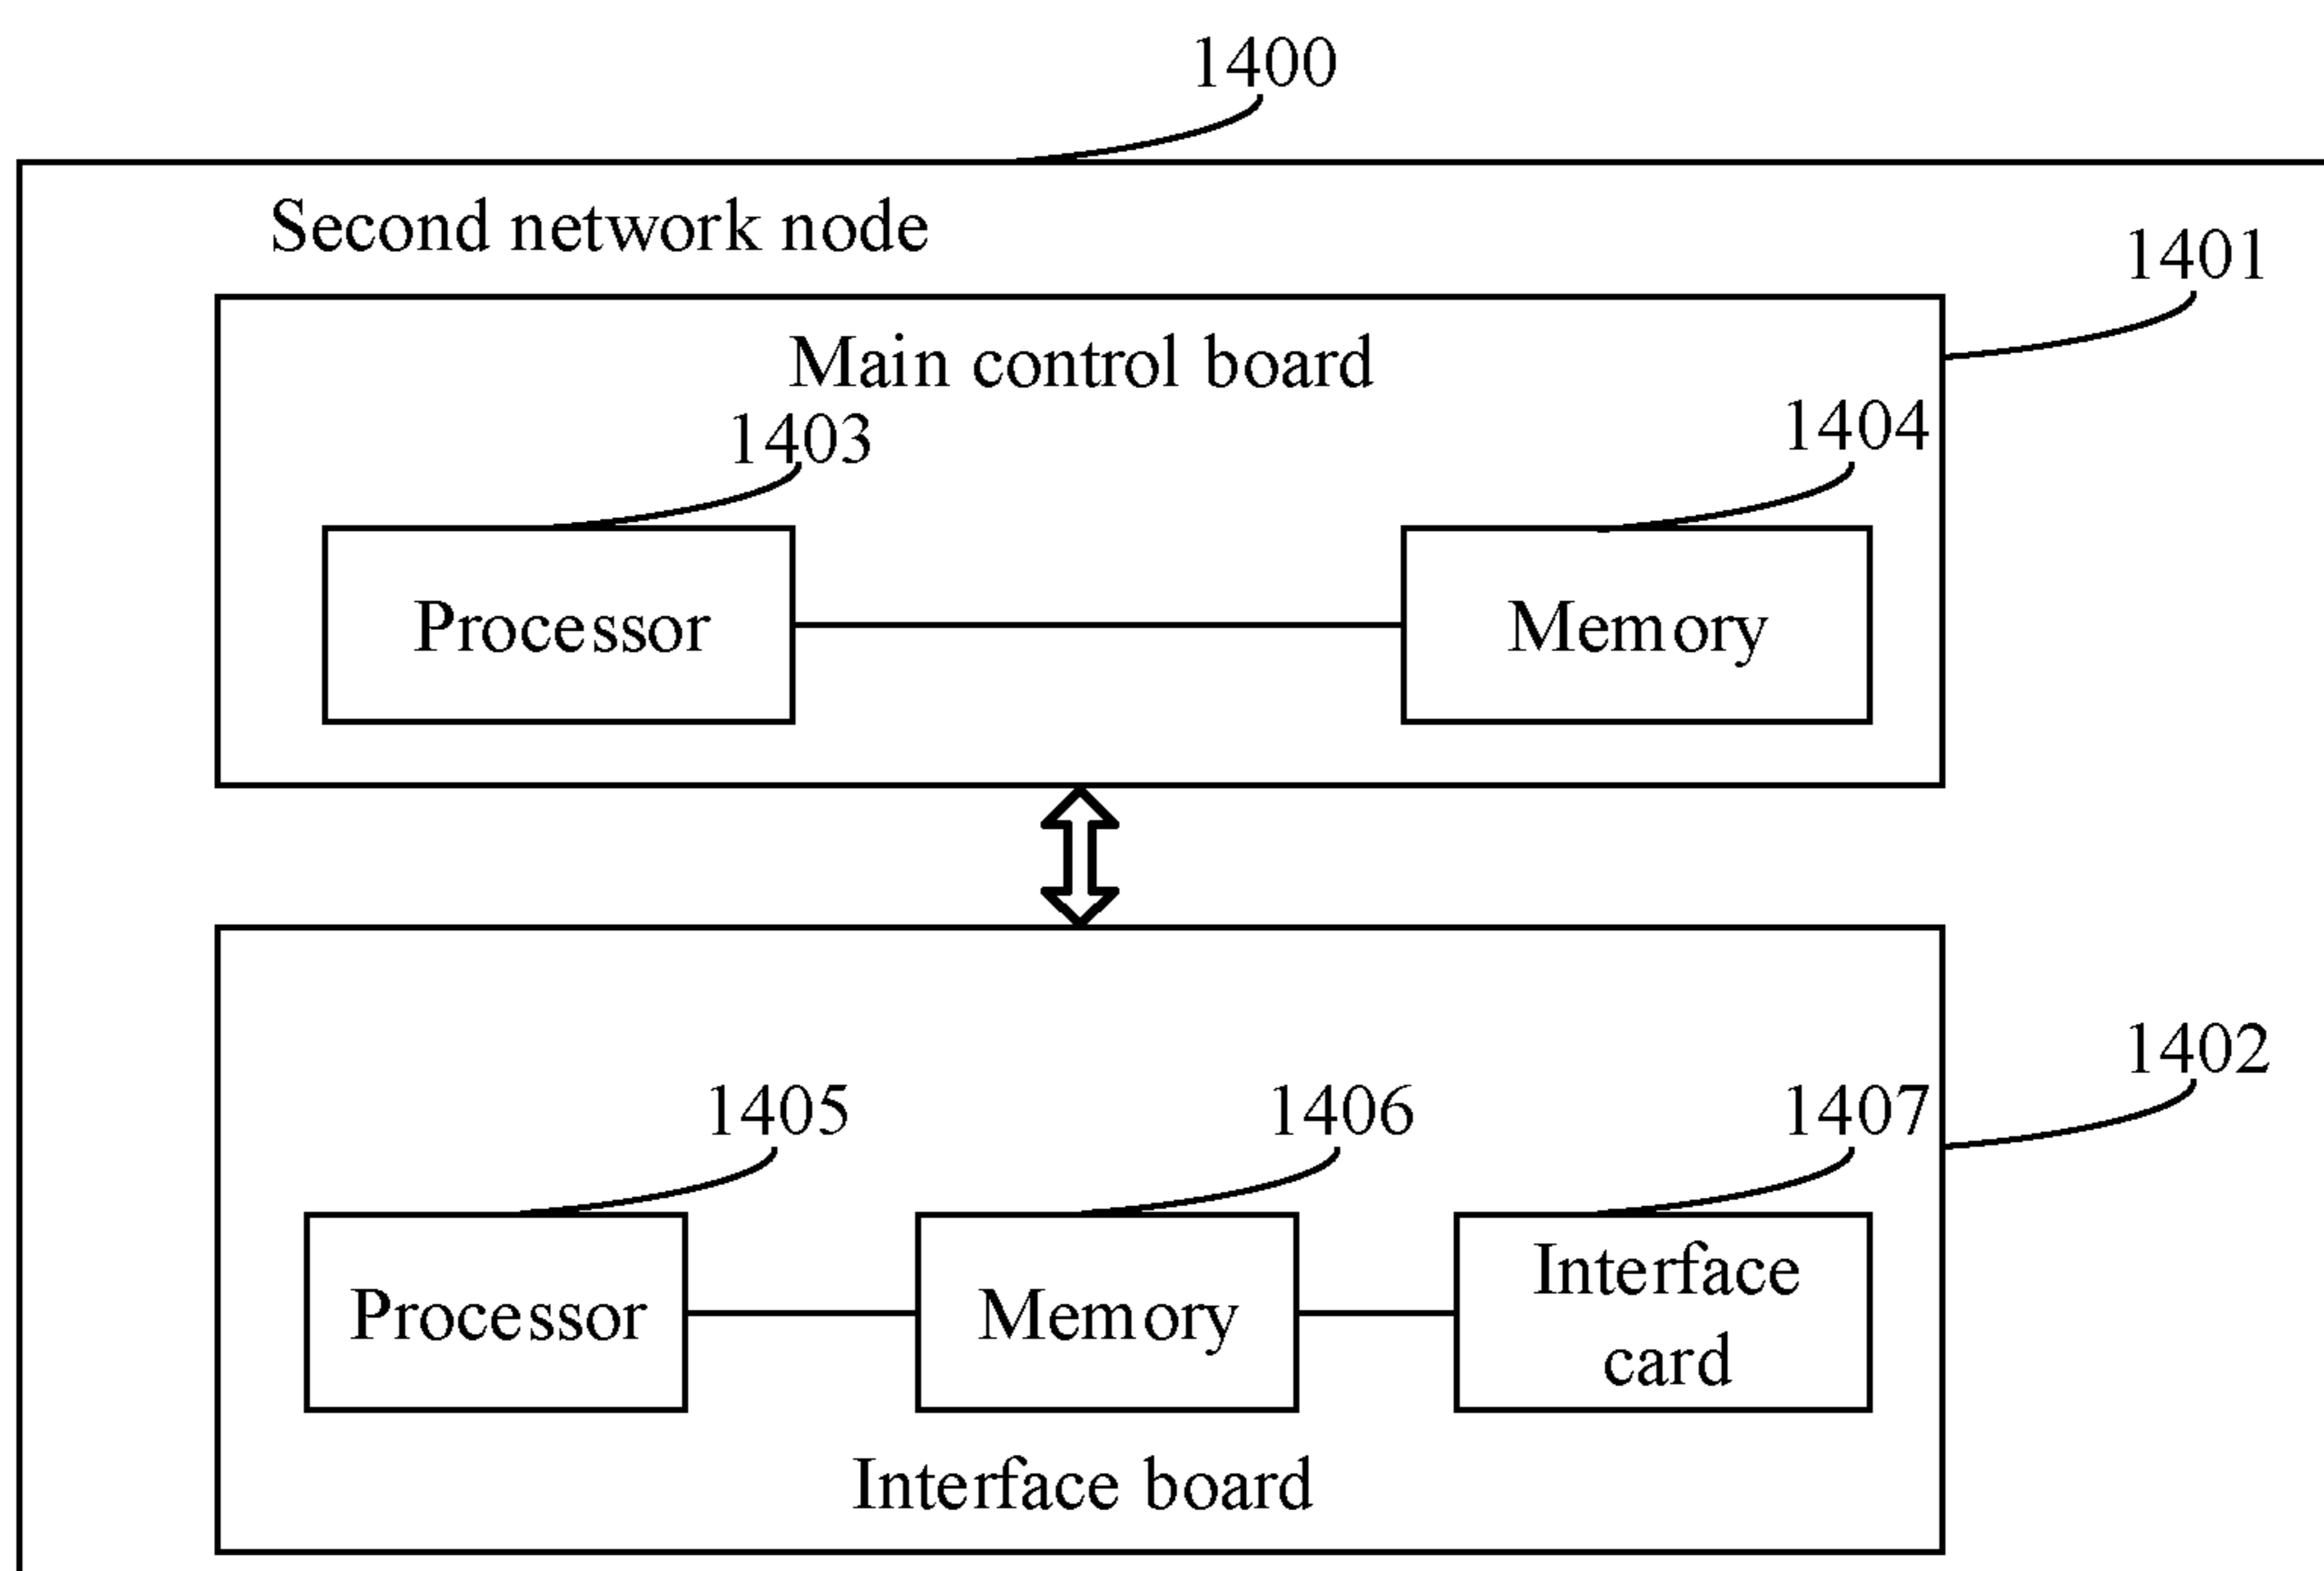 1400
Second network node
1401
Main control board
1403
1404
Processor
Memory
1402
1405
1406
1407
Processor
Memory
Interface
card
Interface board